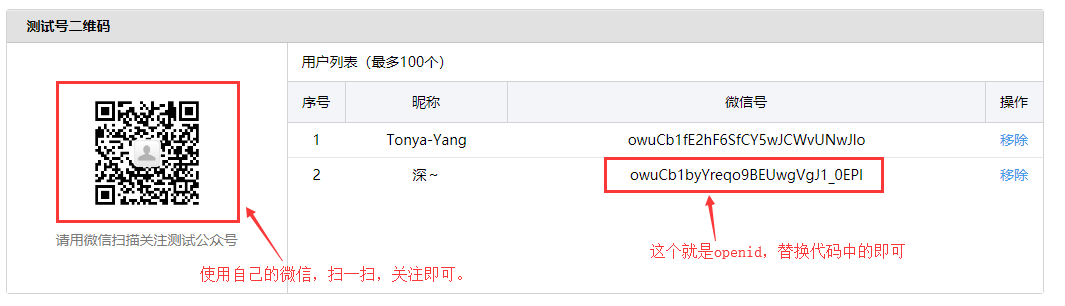 测试号二维码
用户列表（最多100个）
序号 昵称 微信号 操作
1 Tonya-Yang owuCb1fE2hF6SfCY5wJCWvUNwJIo 移除
2 深~ owuCb1byYreqo9BEUwgVgJ1_0EPI 移除
请用微信扫描关注测试公众号
这个就是openid，替换代码中的即可
使用自己的微信，扫一扫，关注即可。